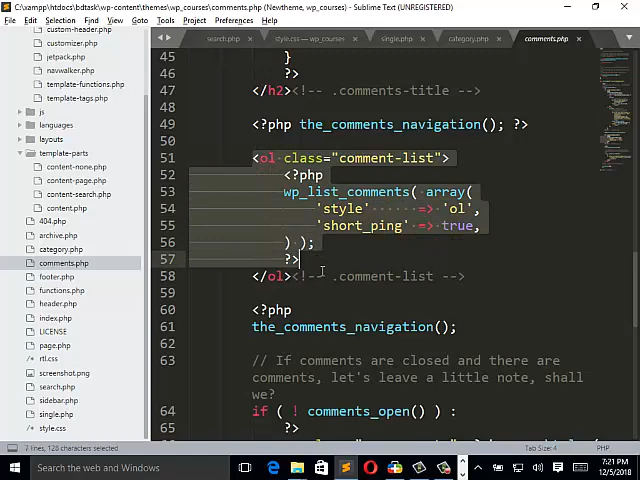 C:\xampp\htdocs\bdtask\wp-content\themes\wp_courses\comments.php (Newtheme, wp_courses) - Sublime Text (UNREGISTERED)
File Edit Selection Find View Goto Tools Project Preferences Help
custom-header.php
customizer.php
jetpack.php
navwalker.php
template-functions.php
template-tags.php
js
languages
layouts
template-parts
content-none.php
content-page.php
content-search.php
content.php
404.php
archive.php
category.php
comments.php
footer.php
functions.php
header.php
index.php
LICENSE
page.php
rtl.css
screenshot.png
search.php
sidebar.php
single.php
style.css
search.php style.css — wp_courses single.php category.php comments.php
45 }
46 ?>
47 </h2><!-- .comments-title -->
48
49 <?php the_comments_navigation(); ?>
50
51 <ol class="comment-list">
52 <?php
53 wp_list_comments( array(
54 'style' => 'ol',
55 'short_ping' => true,
56 ) );
57 ?>
58 </ol><!-- .comment-list -->
59
60 <?php
61 the_comments_navigation();
62
63 // If comments are closed and there are
comments, let's leave a little note, shall
we?
64 if ( ! comments_open() ) :
65 ?>
7 lines, 128 characters selected Tab Size: 4 PHP
Search the web and Windows
7:21 PM
12/5/2018